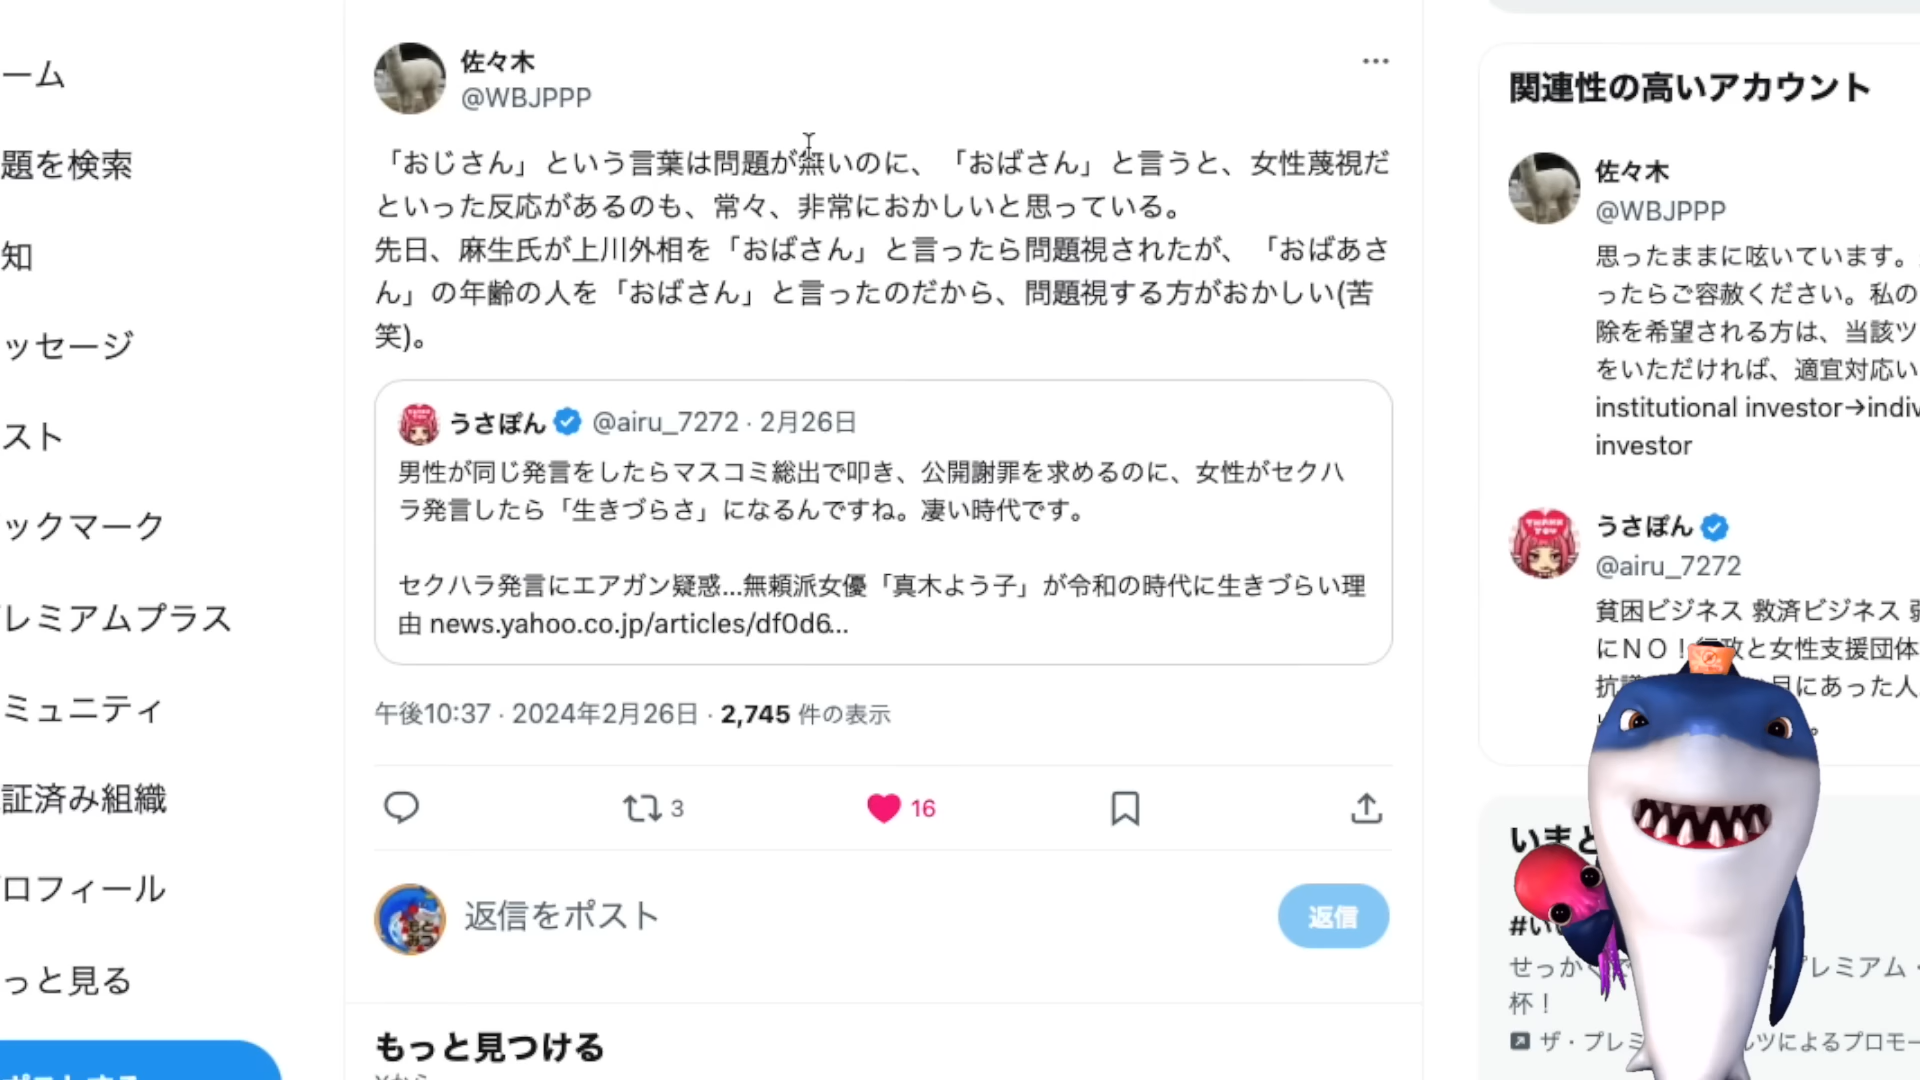 ーム
題を検索
知
ッセージ
スト
ックマーク
レミアムプラス
ミュニティ
証済み組織
ロフィール
っと見る
佐々木
@WBJPPP
「おじさん」という言葉は問題が無いのに、「おばさん」と言うと、女性蔑視だ
といった反応があるのも、常々、非常におかしいと思っている。
先日、麻生氏が上川外相を「おばさん」と言ったら問題視されたが、「おばあさ
ん」の年齢の人を「おばさん」と言ったのだから、問題視する方がおかしい(苦
笑)。
うさぽん @airu_7272 · 2月26日
男性が同じ発言をしたらマスコミ総出で叩き、公開謝罪を求めるのに、女性がセクハ
ラ発言したら「生きづらさ」になるんですね。凄い時代です。
セクハラ発言にエアガン疑惑...無頼派女優「真木よう子」が令和の時代に生きづらい理
由 news.yahoo.co.jp/articles/df0d6...
午後10:37 · 2024年2月26日 · 2,745 件の表示
3
16
返信をポスト
返信
もっと見つける
関連性の高いアカウント
佐々木
@WBJPPP
思ったままに呟いています。
ったらご容赦ください。私の
除を希望される方は、当該ツ
をいただければ、適宜対応い
institutional investor→indiv
investor
うさぽん
@airu_7272
貧困ビジネス 救済ビジネス
にNO！行政と女性支援団体
抗
目にあった人
いまど
#い
せっか
レミアム・
杯！
ザ・プレミ
ツによるプロモー